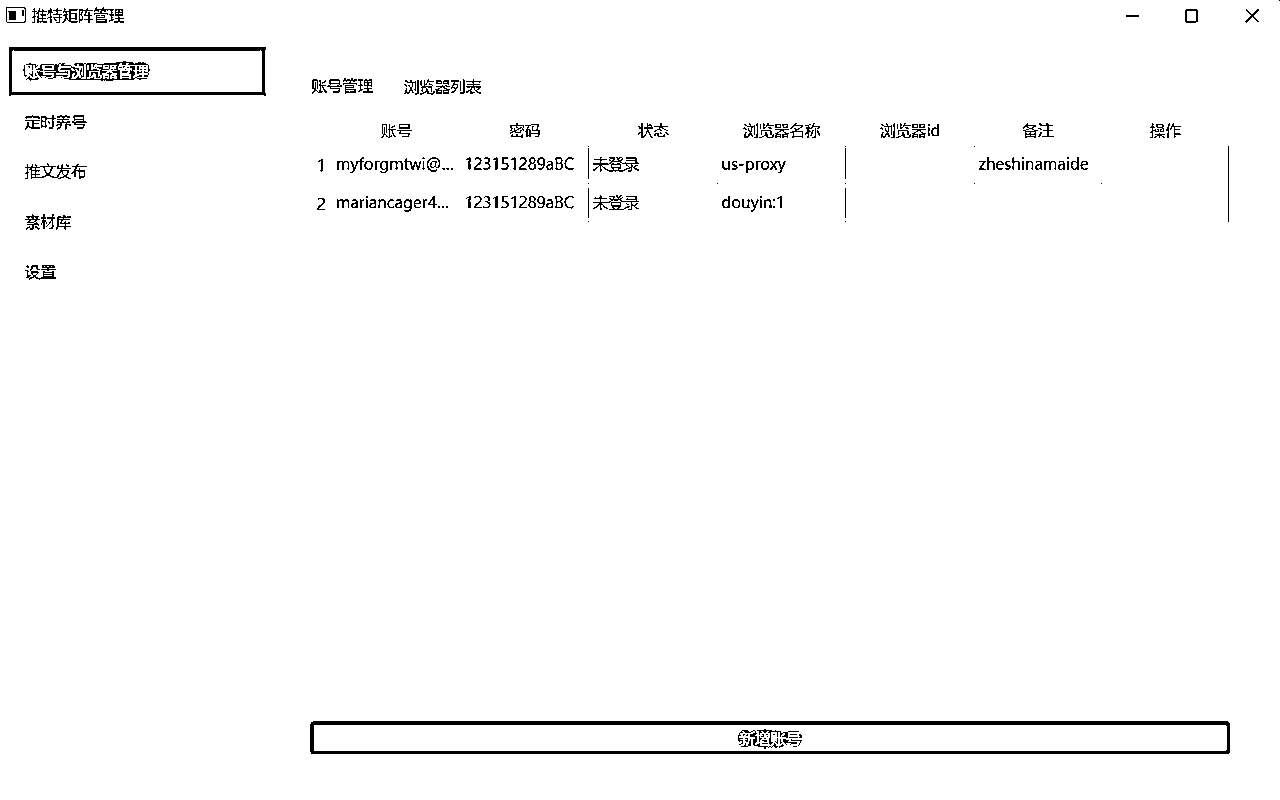 推特矩阵管理
账号与浏览器管理
定时养号
推文发布
素材库
设置
账号管理 浏览器列表
账号 密码 状态 浏览器名称 浏览器id 备注 操作
1 myforgmtwi@... 123151289aBC 未登录 us-proxy zheshinamaide
2 mariancager4... 123151289aBC 未登录 douyin:1
新增账号